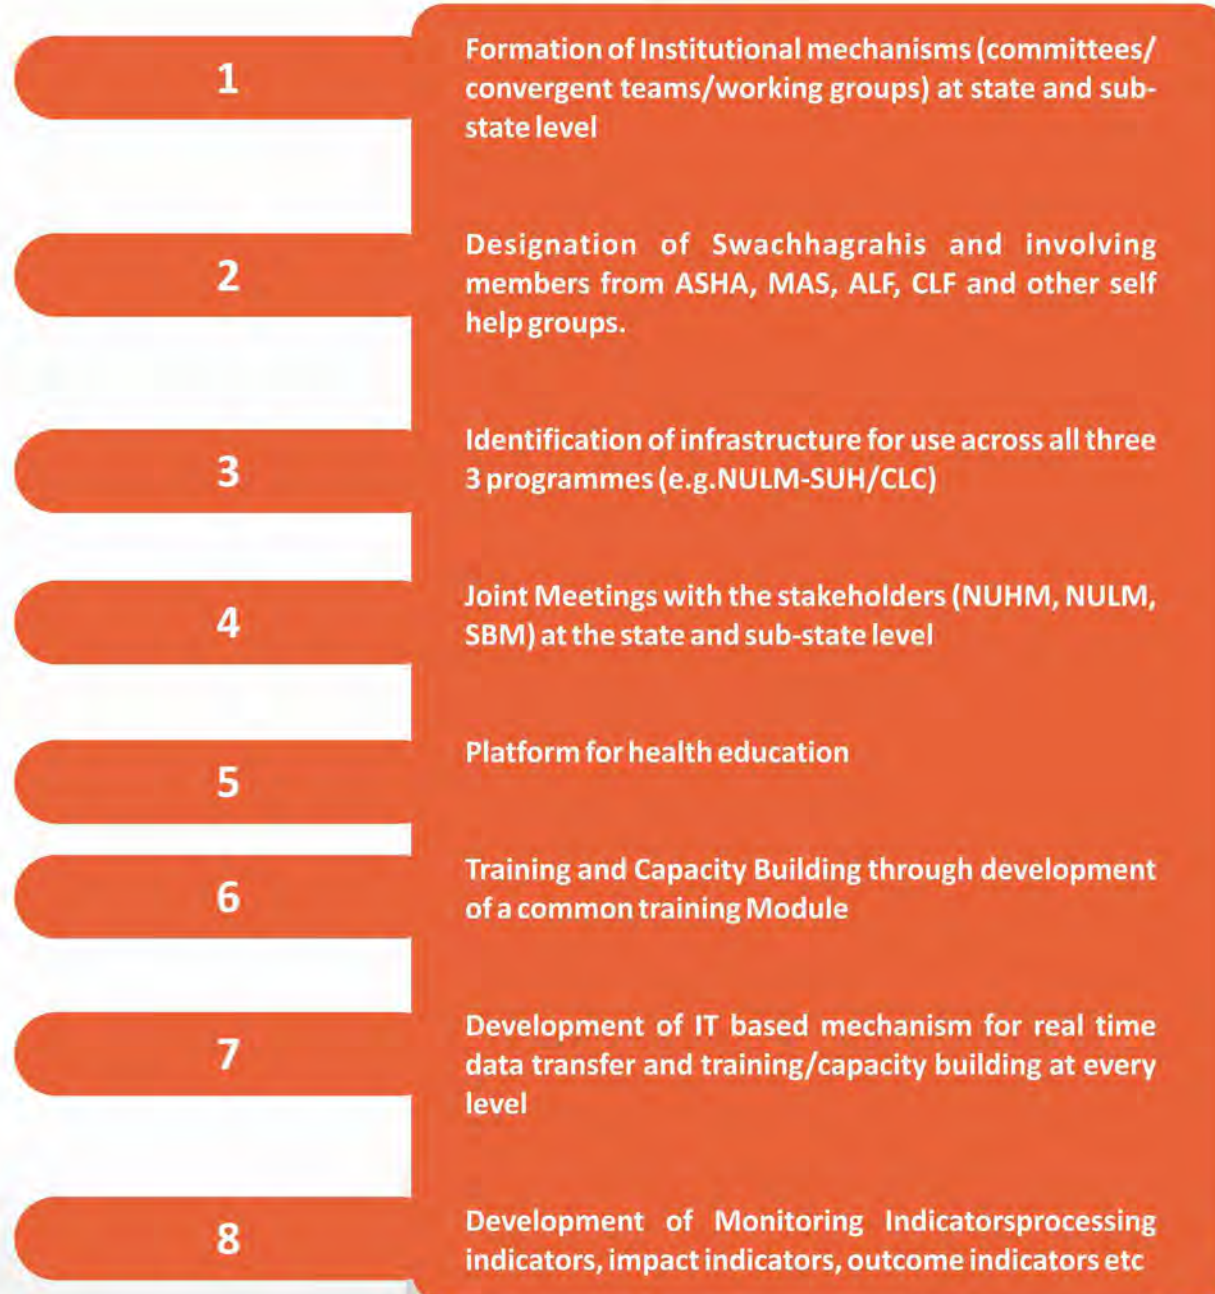 1
Formation of Institutional mechanisms (committees/
convergent teams/working groups) at state and sub-
state level
2
Designation of Swachhagrahis and involving
members from ASHA, MAS, ALF, CLF and other self
help groups.
3
Identification of infrastructure for use across all three
3 programmes (e.g.NULM-SUH/CLC)
4
Joint Meetings with the stakeholders (NUHM, NULM,
SBM) at the state and sub-state level
5
Platform for health education
6
Training and Capacity Building through development
of a common training Module
7
Development of IT based mechanism for real time
data transfer and training/capacity building at every
level
8
Development of Monitoring Indicatorsprocessing
indicators, impact indicators, outcome indicators etc